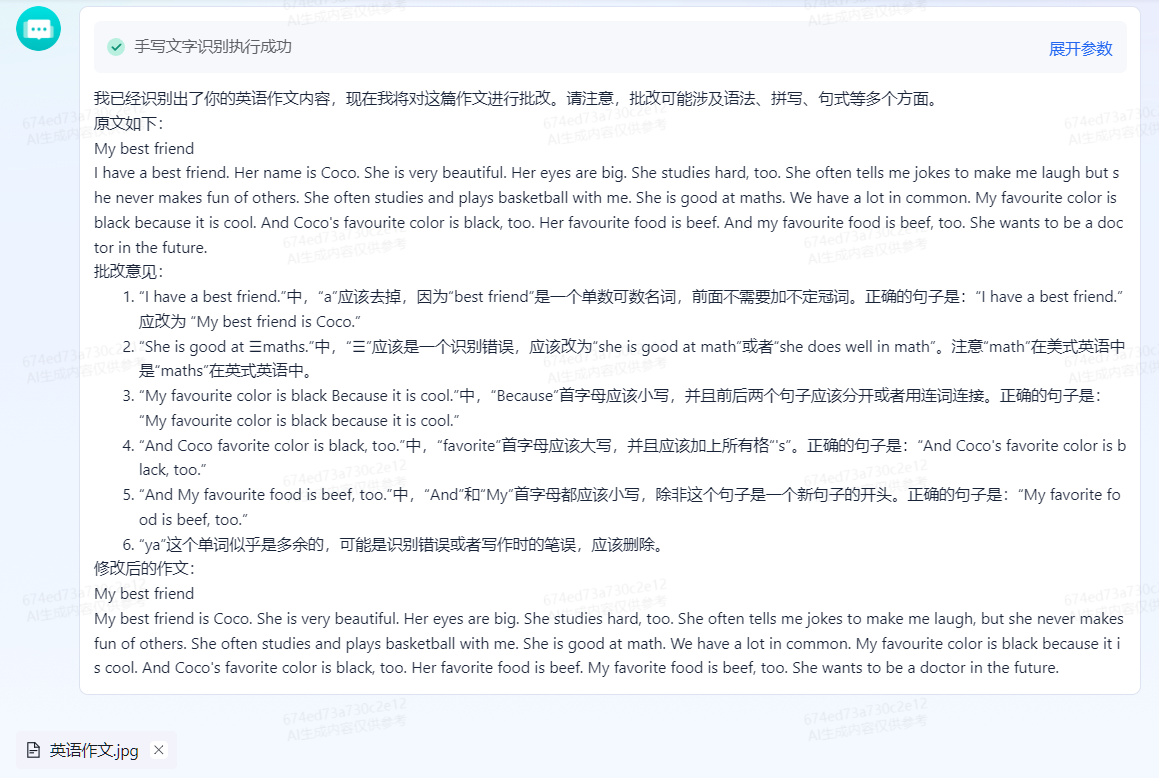 手写文字识别执行成功
展开参数
我已经识别出了你的英语作文内容，现在我将对这篇作文进行批改。请注意，批改可能涉及语法、拼写、句式等多个方面。
原文如下：
My best friend
I have a best friend. Her name is Coco. She is very beautiful. Her eyes are big. She studies hard, too. She often tells me jokes to make me laugh but s
he never makes fun of others. She often studies and plays basketball with me. She is good at maths. We have a lot in common. My favourite color is
black because it is cool. And Coco's favourite color is black, too. Her favourite food is beef. And my favourite food is beef, too. She wants to be a doc
tor in the future.
批改意见：
1. “I have a best friend.”中，“a”应该去掉，因为“best friend”是一个单数可数名词，前面不需要加不定冠词。正确的句子是：“I have a best friend.”
应改为 “My best friend is Coco.”
2. “She is good at 三maths.”中，“三”应该是一个识别错误，应该改为“she is good at math”或者“she does well in math”。注意“math”在美式英语中
是“maths”在英式英语中。
3. “My favourite color is black Because it is cool.”中，“Because”首字母应该小写，并且前后两个句子应该分开或者用连词连接。正确的句子是：
“My favourite color is black because it is cool.”
4. “And Coco favorite color is black, too.”中，“favorite”首字母应该大写，并且应该加上所有格“'s”。正确的句子是：“And Coco's favorite color is b
lack, too.”
5. “And My favourite food is beef, too.”中，“And”和“My”首字母都应该小写，除非这个句子是一个新句子的开头。正确的句子是：“My favorite fo
od is beef, too.”
6. “ya”这个单词似乎是多余的，可能是识别错误或者写作时的笔误，应该删除。
修改后的作文：
My best friend
My best friend is Coco. She is very beautiful. Her eyes are big. She studies hard, too. She often tells me jokes to make me laugh, but she never makes
fun of others. She often studies and plays basketball with me. She is good at math. We have a lot in common. My favourite color is black because it i
s cool. And Coco's favorite color is black, too. Her favorite food is beef. My favorite food is beef, too. She wants to be a doctor in the future.
674ed73a730c2e12
AI生成内容仅供参考
英语作文.jpg